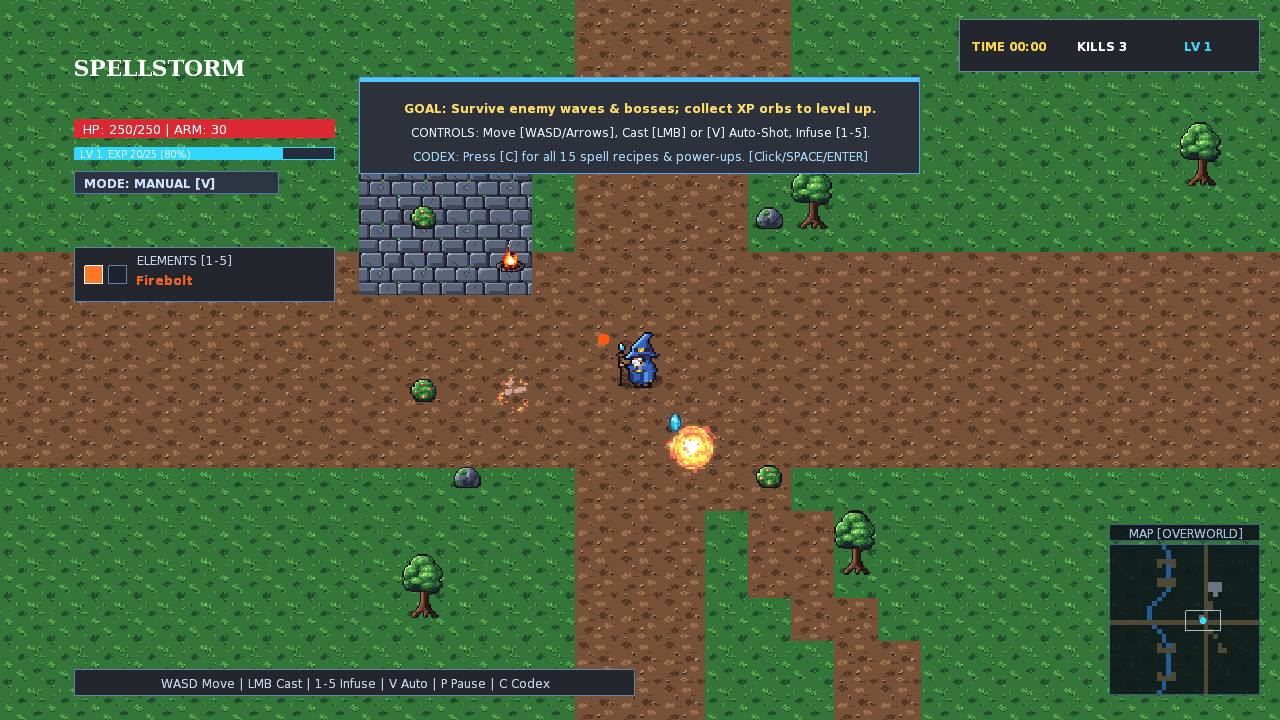 SPELLSTORM
TIME 00:00 KILLS 3 LV 1
GOAL: Survive enemy waves & bosses; collect XP orbs to level up.
CONTROLS: Move [WASD/Arrows], Cast [LMB] or [V] Auto-Shot, Infuse [1-5].
CODEX: Press [C] for all 15 spell recipes & power-ups. [Click/SPACE/ENTER]
HP: 250/250 | ARM: 30
LV 1 EXP 20/25 (80%)
MODE: MANUAL [V]
ELEMENTS [1-5]
Firebolt
MAP [OVERWORLD]
WASD Move | LMB Cast | 1-5 Infuse | V Auto | P Pause | C Codex